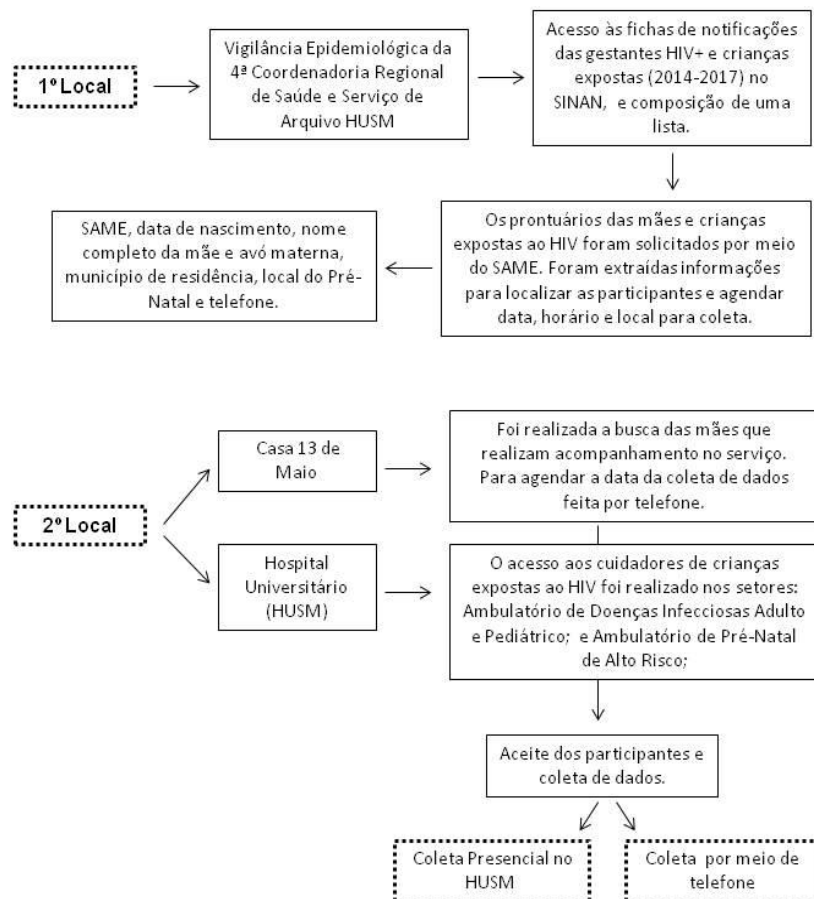 1º Local
Vigilância Epidemiológica da
4ª Coordenadoria Regional
de Saúde e Serviço de
Arquivo HUSM
Acesso às fichas de notificações
das gestantes HIV+ e crianças
expostas (2014-2017) no
SINAN, e composição de uma
lista.
Os prontuários das mães e crianças
expostas ao HIV foram solicitados por meio
do SAME. Foram extraídas informações
para localizar as participantes e agendar
data, horário e local para coleta.
SAME, data de nascimento, nome
completo da mãe e avó materna,
município de residência, local do Pré-
Natal e telefone.
2º Local
Casa 13 de
Maio
Foi realizada a busca das mães que
realizam acompanhamento no serviço.
Para agendar a data da coleta de dados
feita por telefone.
Hospital
Universitário
(HUSM)
O acesso aos cuidadores de crianças
expostas ao HIV foi realizado nos setores:
Ambulatório de Doenças Infecciosas Adulto
e Pediátrico; e Ambulatório de Pré-Natal
de Alto Risco;
Aceite dos participantes e
coleta de dados.
Coleta Presencial no
HUSM
Coleta por meio de
telefone